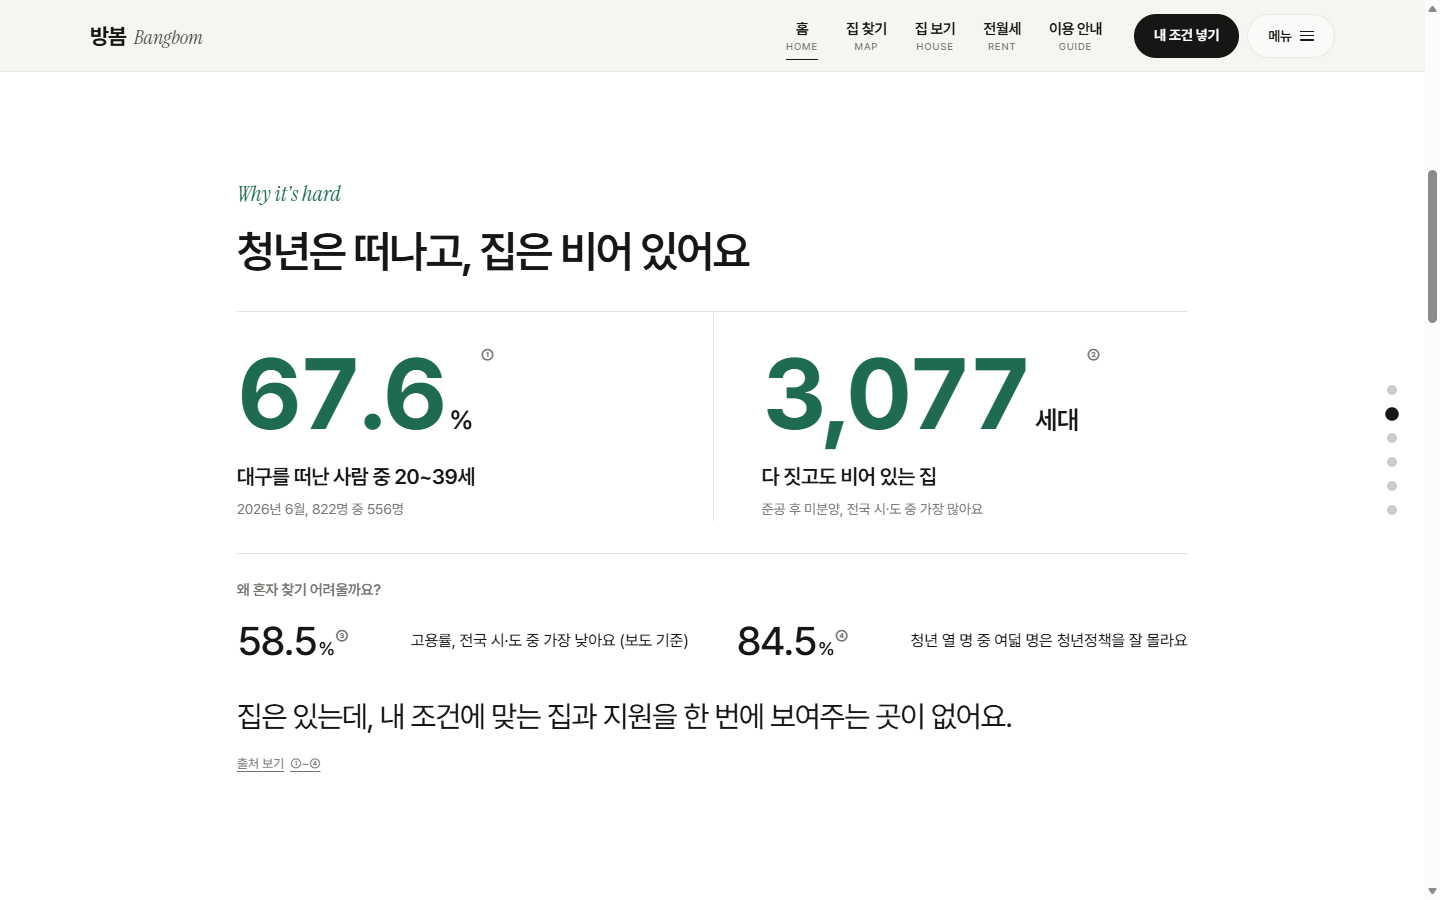 방봄 Bangbom
홈 집 찾기 집 보기 전월세 이용 안내
HOME MAP HOUSE RENT GUIDE
내 조건 넣기
메뉴
Why it's hard
청년은 떠나고, 집은 비어 있어요
67.6 % ①
대구를 떠난 사람 중 20~39세
2026년 6월, 822명 중 556명
3,077 세대 ②
다 짓고도 비어 있는 집
준공 후 미분양, 전국 시·도 중 가장 많아요
왜 혼자 찾기 어려울까요?
58.5% ③ 고용률, 전국 시·도 중 가장 낮아요 (보도 기준)
84.5% ④ 청년 열 명 중 여덟 명은 청년정책을 잘 몰라요
집은 있는데, 내 조건에 맞는 집과 지원을 한 번에 보여주는 곳이 없어요.
출처 보기 ①~④